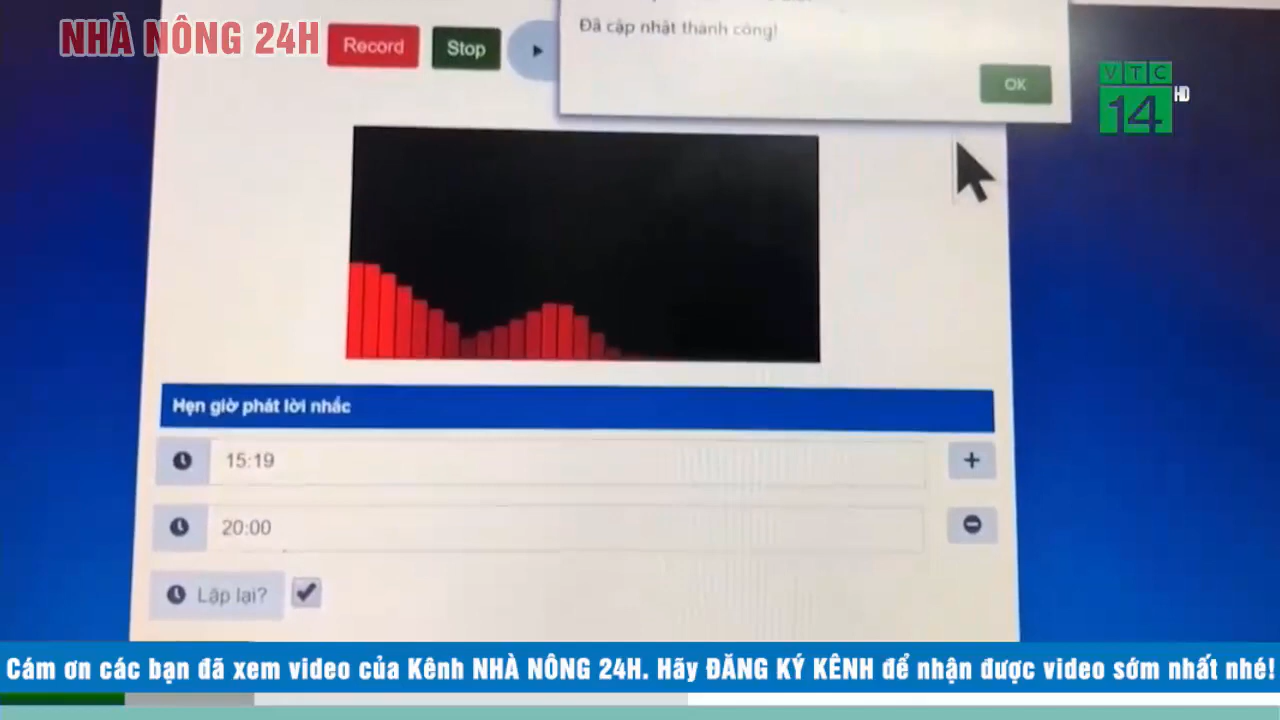 NHÀ NÔNG 24H
Record
Stop
Đã cập nhật thành công!
OK
VTC
14 HD
Hẹn giờ phát lời nhắc
15:19
20:00
Lặp lại?
Cám ơn các bạn đã xem video của Kênh NHÀ NÔNG 24H. Hãy ĐĂNG KÝ KÊNH để nhận được video sớm nhất nhé!